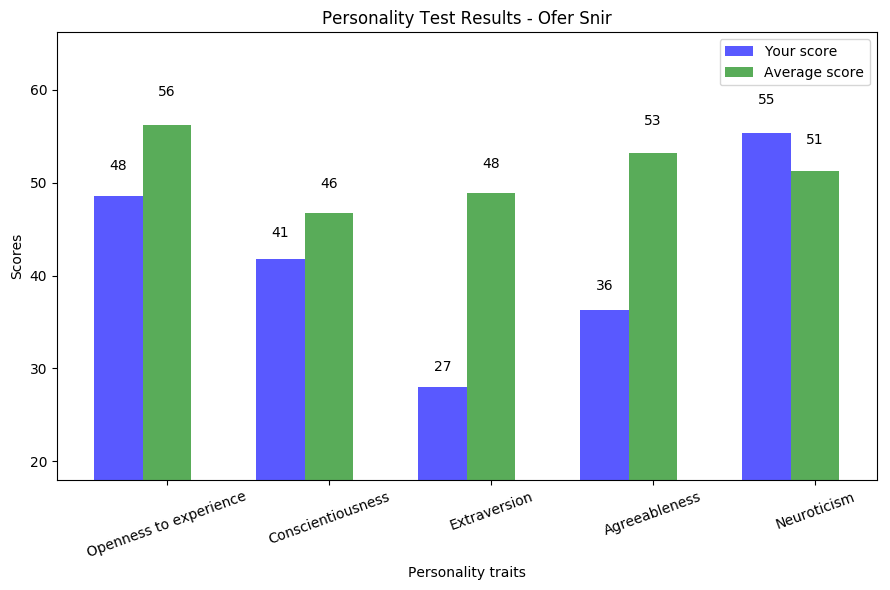 Personality Test Results - Ofer Snir
Your score
Average score
60
50
40
30
20
Scores
48
56
41
46
27
48
36
53
55
51
Openness to experience
Conscientiousness
Extraversion
Agreeableness
Neuroticism
Personality traits